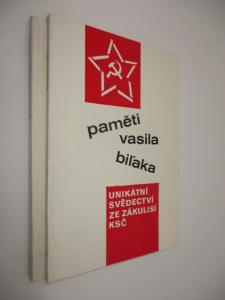 paměti
vasila
biľaka
UNIKÁTNÍ
SVĚDECTVÍ
ZE ZÁKULISÍ
KSČ